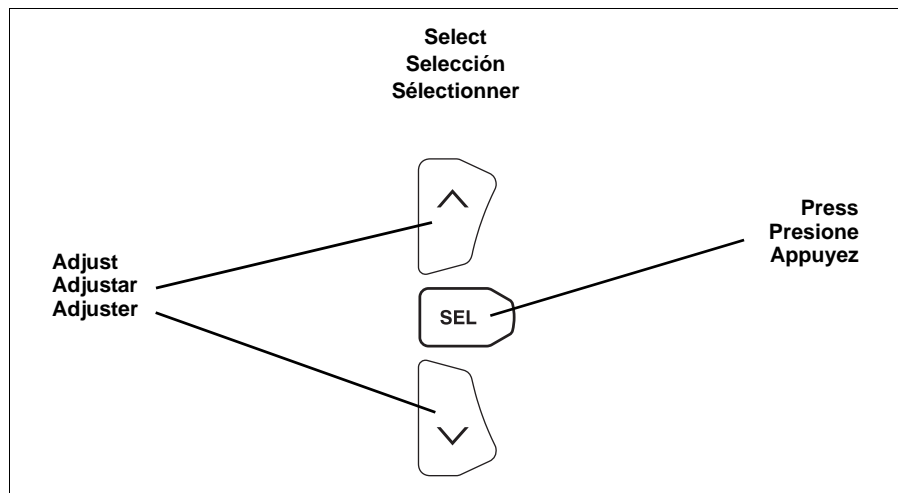 Select
Selección
Sélectionner
Press
Presione
Appuyez
Adjust
Adjustar
Adjuster
SEL